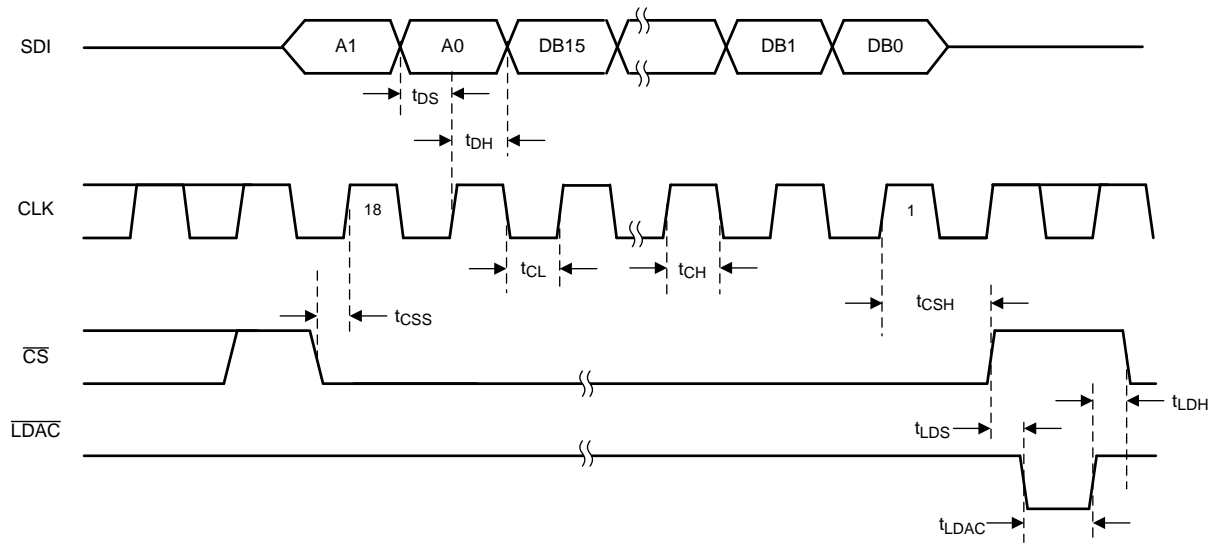 SDI
A1
A0
DB15
DB1
DB0
tDS
tDH
CLK
18
1
tCL
tCH
tCSS
tCSH
CS
LDAC
tLDS
tLDH
tLDAC